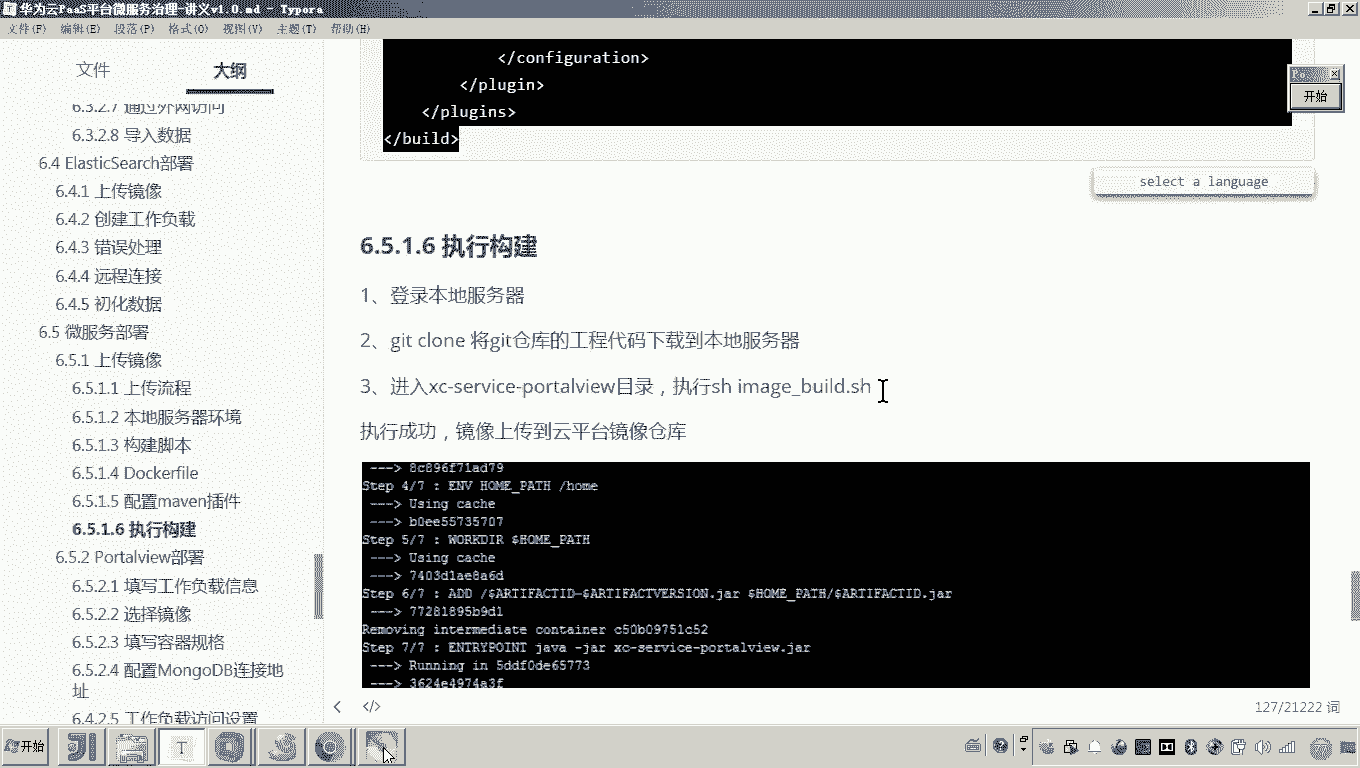 华为云PaaS平台微服务治理-讲义v1.0.md - Typora
文件(F) 编辑(E) 段落(P) 格式(O) 视图(V) 主题(T) 帮助(H)
文件 大纲
6.3.2.7 通过外网访问
6.3.2.8 导入数据
6.4 ElasticSearch部署
6.4.1 上传镜像
6.4.2 创建工作负载
6.4.3 错误处理
6.4.4 远程连接
6.4.5 初化数据
6.5 微服务部署
6.5.1 上传镜像
6.5.1.1 上传流程
6.5.1.2 本地服务器环境
6.5.1.3 构建脚本
6.5.1.4 Dockerfile
6.5.1.5 配置maven插件
6.5.1.6 执行构建
6.5.2 Portalview部署
6.5.2.1 填写工作负载信息
6.5.2.2 选择镜像
6.5.2.3 填写容器规格
6.5.2.4 配置MongoDB连接地
址
6.4.2.5 工作负载访问设置
</configuration>
</plugin>
</plugins>
</build>
Po
开始
select a language
6.5.1.6 执行构建
1、登录本地服务器
2、git clone 将git仓库的工程代码下载到本地服务器
3、进入xc-service-portalview目录，执行sh image_build.sh
执行成功，镜像上传到云平台镜像仓库
---> 8c896f71ad79
Step 4/7 : ENV HOME_PATH /home
---> Using cache
---> b0ee55735707
Step 5/7 : WORKDIR $HOME_PATH
---> Using cache
---> 7403d1ae8a6d
Step 6/7 : ADD /$ARTIFACTID-$ARTIFACTVERSION.jar $HOME_PATH/$ARTIFACTID.jar
---> 77281895b9d1
Removing intermediate container c50b09751c52
Step 7/7 : ENTRYPOINT java -jar xc-service-portalview.jar
---> Running in 5ddf0de65773
---> 3624e4974a3f
127/21222 词
开始